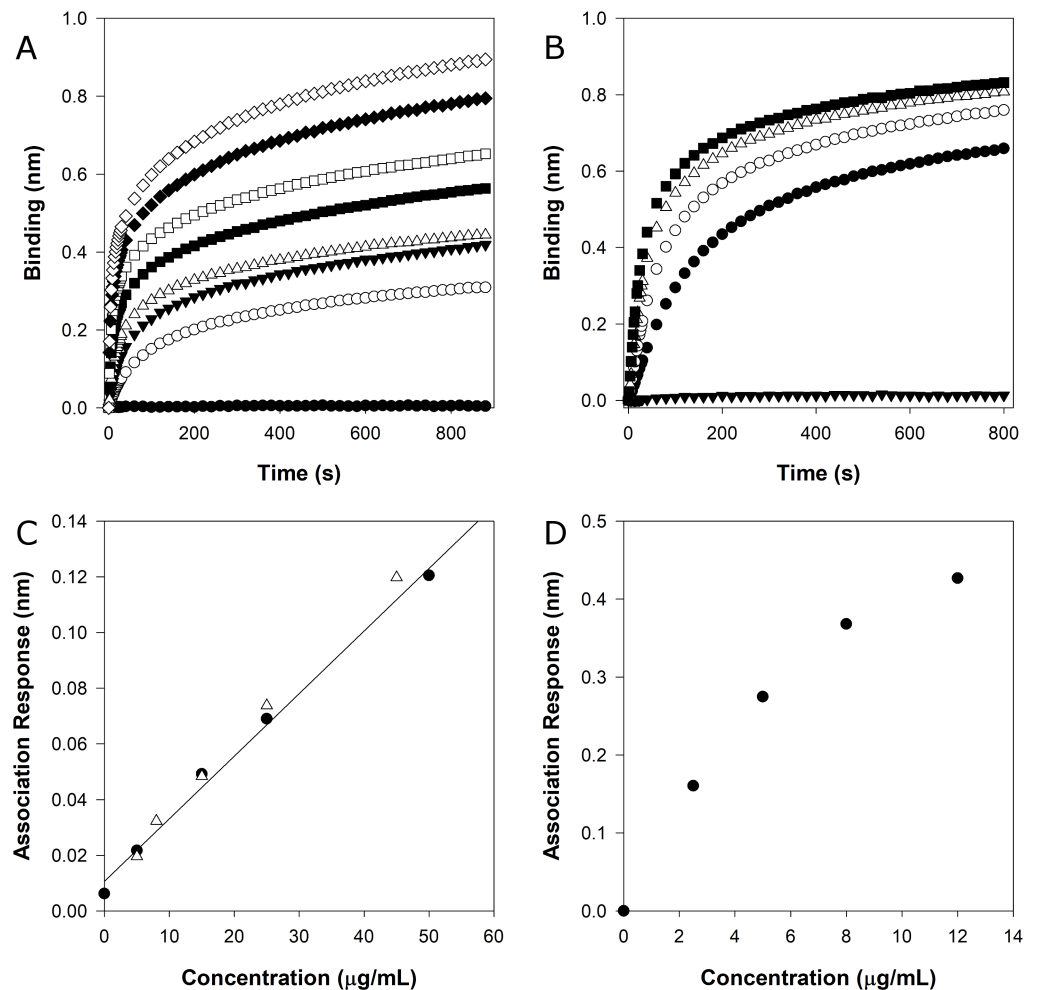 A
1.0
0.8
0.6
0.4
0.2
0.0
Binding (nm)
0 200 400 600 800
Time (s)
B
1.0
0.8
0.6
0.4
0.2
0.0
Binding (nm)
0 200 400 600 800
Time (s)
C
0.14
0.12
0.10
0.08
0.06
0.04
0.02
0.00
Association Response (nm)
0 10 20 30 40 50 60
Concentration (μg/mL)
D
0.5
0.4
0.3
0.2
0.1
0.0
Association Response (nm)
0 2 4 6 8 10 12 14
Concentration (μg/mL)